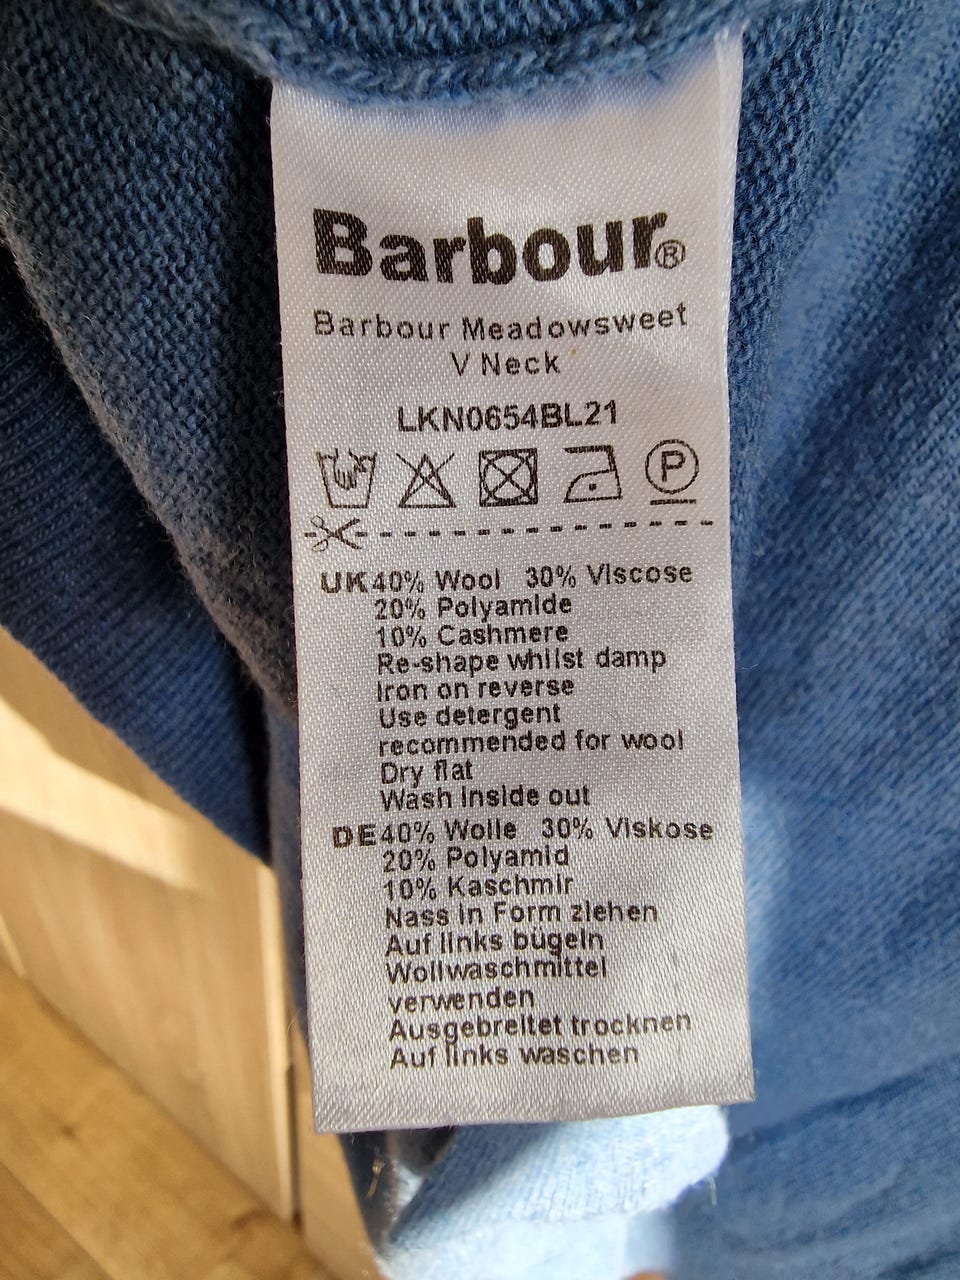 Barbour®
Barbour Meadowsweet
V Neck
LKN0654BL21
P
UK 40% Wool 30% Viscose
20% Polyamide
10% Cashmere
Re-shape whilst damp
Iron on reverse
Use detergent
recommended for wool
Dry flat
Wash inside out
DE 40% Wolle 30% Viskose
20% Polyamid
10% Kaschmir
Nass in Form ziehen
Auf links bügeln
Wollwaschmittel
verwenden
Ausgebreitet trocknen
Auf links waschen